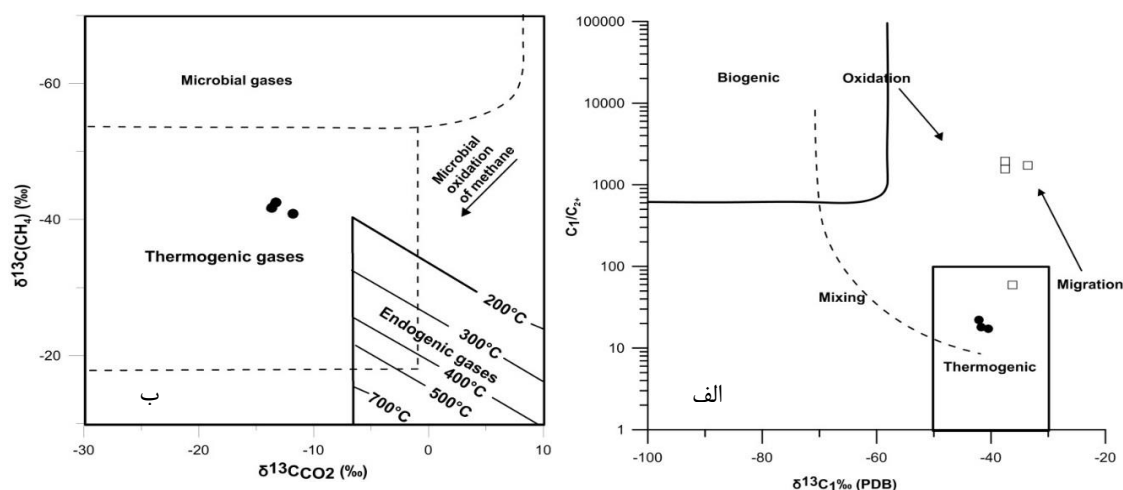 -60
-40
-20
-30
-20
-10
0
10
δ13C(CH4) (‰)
δ13CCO2 (‰)
Microbial gases
Microbial
oxidation
of methane
Thermogenic gases
Endogenic gases
200°C
300°C
400°C
500°C
700°C
ب
100000
10000
1000
100
10
1
-100
-80
-60
-40
-20
C1/C2+
δ13C1‰ (PDB)
Biogenic
Oxidation
Mixing
Migration
Thermogenic
الف